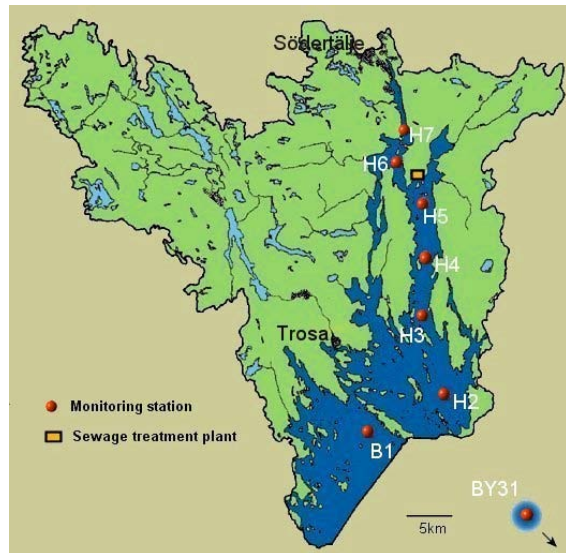 Södertälje
H7
H6
H5
H4
H3
Trosa
H2
Monitoring station
Sewage treatment plant
B1
BY31
5km